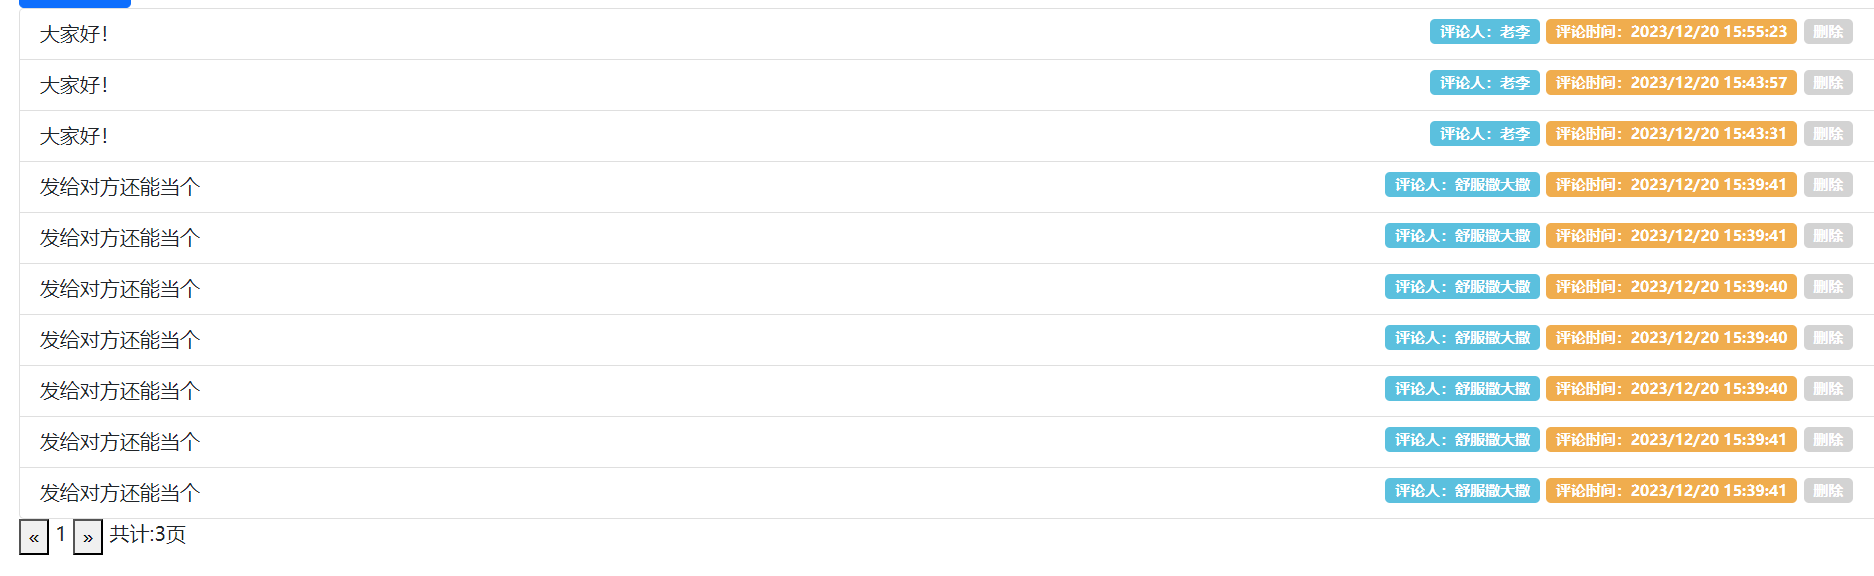 大家好！ 评论人：老李 评论时间：2023/12/20 15:55:23 删除
大家好！ 评论人：老李 评论时间：2023/12/20 15:43:57 删除
大家好！ 评论人：老李 评论时间：2023/12/20 15:43:31 删除
发给对方还能当个 评论人：舒服撒大撒 评论时间：2023/12/20 15:39:41 删除
发给对方还能当个 评论人：舒服撒大撒 评论时间：2023/12/20 15:39:41 删除
发给对方还能当个 评论人：舒服撒大撒 评论时间：2023/12/20 15:39:40 删除
发给对方还能当个 评论人：舒服撒大撒 评论时间：2023/12/20 15:39:40 删除
发给对方还能当个 评论人：舒服撒大撒 评论时间：2023/12/20 15:39:40 删除
发给对方还能当个 评论人：舒服撒大撒 评论时间：2023/12/20 15:39:41 删除
发给对方还能当个 评论人：舒服撒大撒 评论时间：2023/12/20 15:39:41 删除
« 1 » 共计:3页